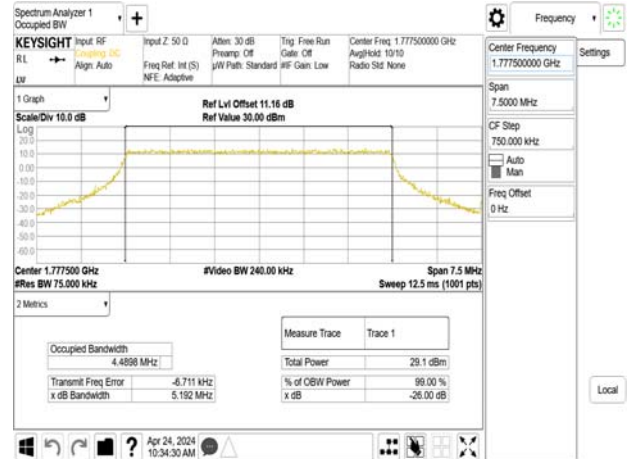 Spectrum Analyzer 1
Occupied BW
Frequency
KEYSIGHT
Input: RF
Input Z: 50 Ω
Atten: 30 dB
Trig: Free Run
Center Freq: 1.777500000 GHz
RL
Coupling: DC
Preamp: Off
Gate: Off
Avg|Hold: 10/10
Align: Auto
Freq Ref: Int (S)
µW Path: Standard
#IF Gain: Low
Radio Std: None
NFE: Adaptive
Center Frequency
1.777500000 GHz
Settings
Span
7.5000 MHz
CF Step
750.000 kHz
Auto
Man
Freq Offset
0 Hz
Local
1 Graph
Ref Lvl Offset 11.16 dB
Scale/Div 10.0 dB
Ref Value 30.00 dBm
Log
20.0
10.0
0.00
-10.0
-20.0
-30.0
-40.0
-50.0
-60.0
Center 1.777500 GHz
#Video BW 240.00 kHz
Span 7.5 MHz
#Res BW 75.000 kHz
Sweep 12.5 ms (1001 pts)
2 Metrics
Measure Trace
Trace 1
Occupied Bandwidth
4.4898 MHz
Total Power
29.1 dBm
Transmit Freq Error
-6.711 kHz
% of OBW Power
99.00 %
x dB Bandwidth
5.192 MHz
x dB
-26.00 dB
Apr 24, 2024
10:34:30 AM